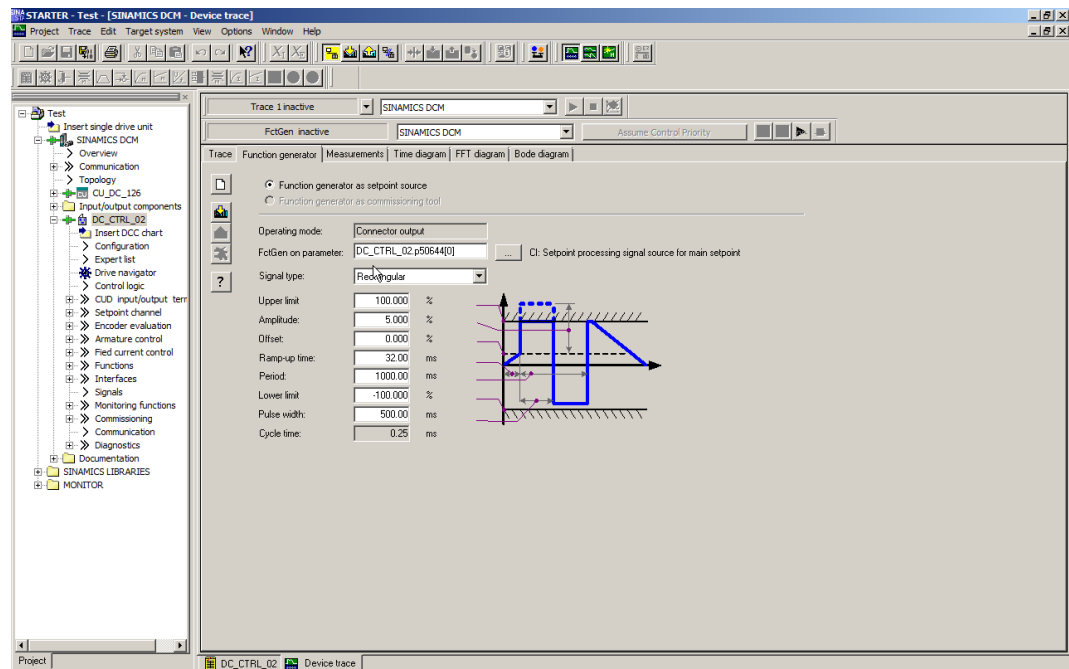 STARTER - Test - [SINAMICS DCM - Device trace]
Project Trace Edit Target system View Options Window Help
Test
Insert single drive unit
SINAMICS DCM
Overview
Communication
Topology
CU_DC_126
Input/output components
DC_CTRL_02
Insert DCC chart
Configuration
Expert list
Drive navigator
Control logic
CUD input/output term
Setpoint channel
Encoder evaluation
Armature control
Fied current control
Functions
Interfaces
Signals
Monitoring functions
Commissioning
Communication
Diagnostics
Documentation
SINAMICS LIBRARIES
MONITOR
Project
Trace 1 inactive SINAMICS DCM
FctGen inactive SINAMICS DCM Assume Control Priority
Trace Function generator Measurements Time diagram FFT diagram Bode diagram
Function generator as setpoint source
Function generator as commissioning tool
Operating mode: Connector output
FctGen on parameter: DC_CTRL_02.p50644[0] ... CI: Setpoint processing signal source for main setpoint
Signal type: Rectangular
Upper limit 100.000 %
Amplitude: 5.000 %
Offset: 0.000 %
Ramp-up time: 32.00 ms
Period: 1000.00 ms
Lower limit -100.000 %
Pulse width: 500.00 ms
Cycle time: 0.25 ms
?
DC_CTRL_02 Device trace